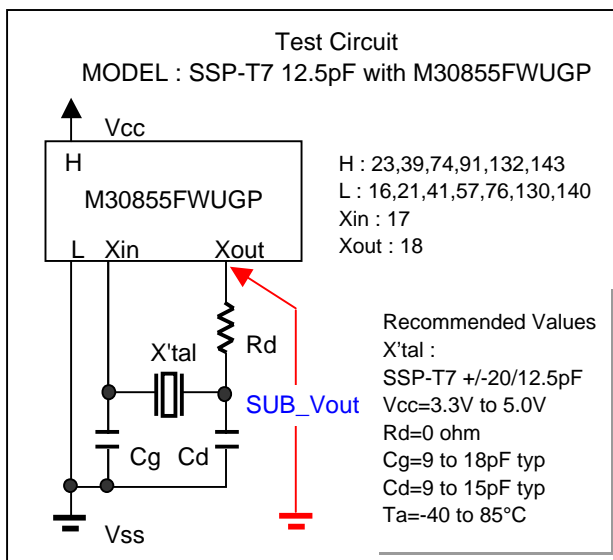 Test Circuit
MODEL : SSP-T7 12.5pF with M30855FWUGP
Vcc
H
M30855FWUGP
L Xin Xout
H : 23,39,74,91,132,143
L : 16,21,41,57,76,130,140
Xin : 17
Xout : 18
X'tal
Rd
SUB_Vout
Cg Cd
Vss
Recommended Values
X'tal :
SSP-T7 +/-20/12.5pF
Vcc=3.3V to 5.0V
Rd=0 ohm
Cg=9 to 18pF typ
Cd=9 to 15pF typ
Ta=-40 to 85°C